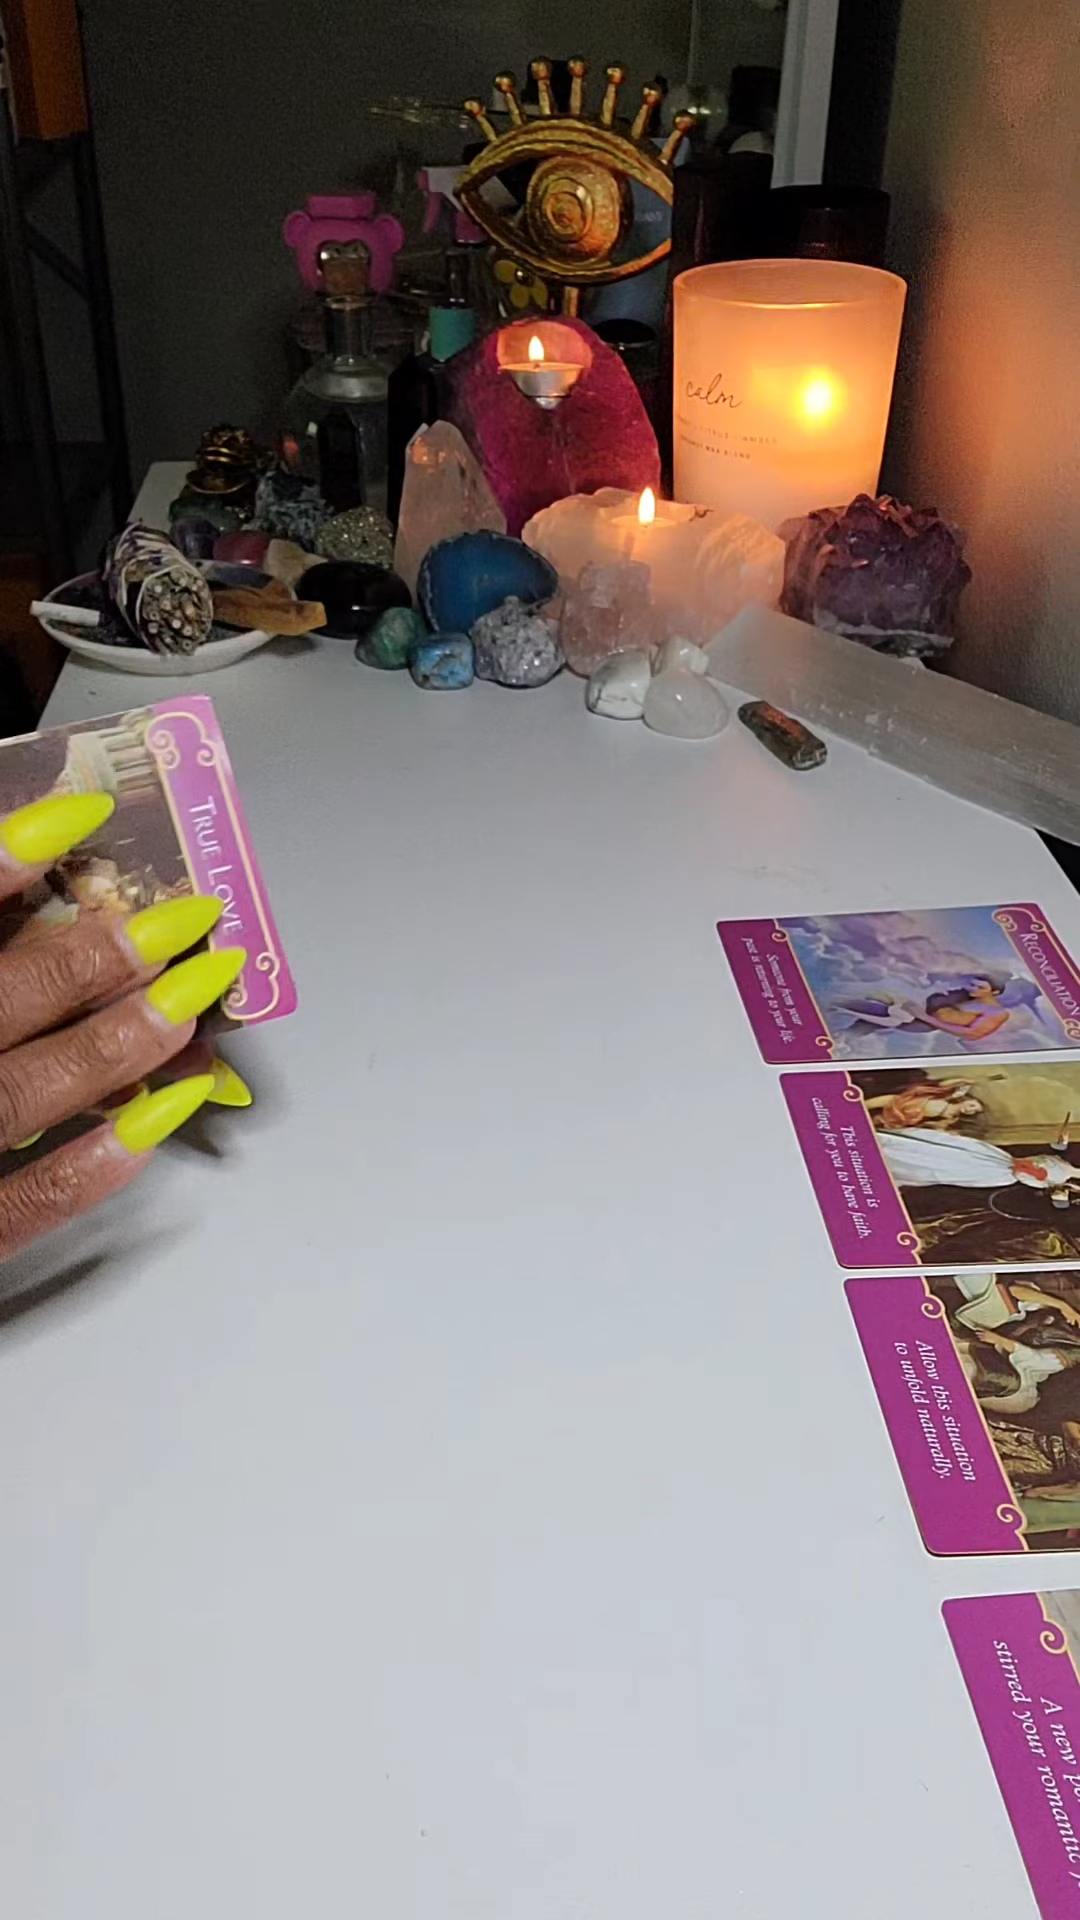 calm
TRUE LOVE
RECONCILIATION
Someone from your
past is returning to your life.
This situation is
calling for you to have faith.
Allow this situation
to unfold naturally.
A new
stirred your romantic